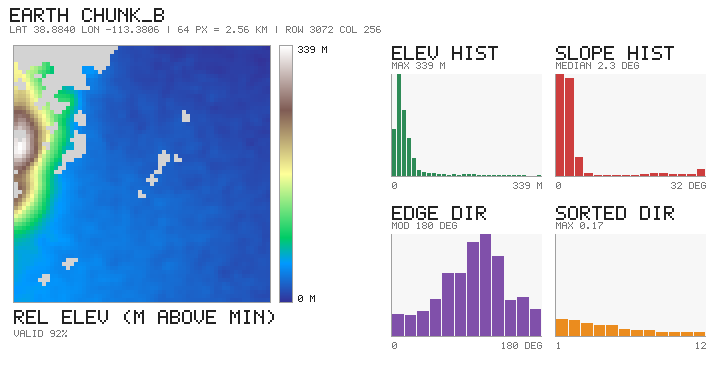 EARTH CHUNK_B
LAT 38.8840 LON -113.3806 | 64 PX = 2.56 KM | ROW 3072 COL 256
339 M
0 M
REL ELEV (M ABOVE MIN)
VALID 92%
ELEV HIST
MAX 339 M
0 339 M
SLOPE HIST
MEDIAN 2.3 DEG
0 32 DEG
EDGE DIR
MOD 180 DEG
0 180 DEG
SORTED DIR
MAX 0.17
1 12